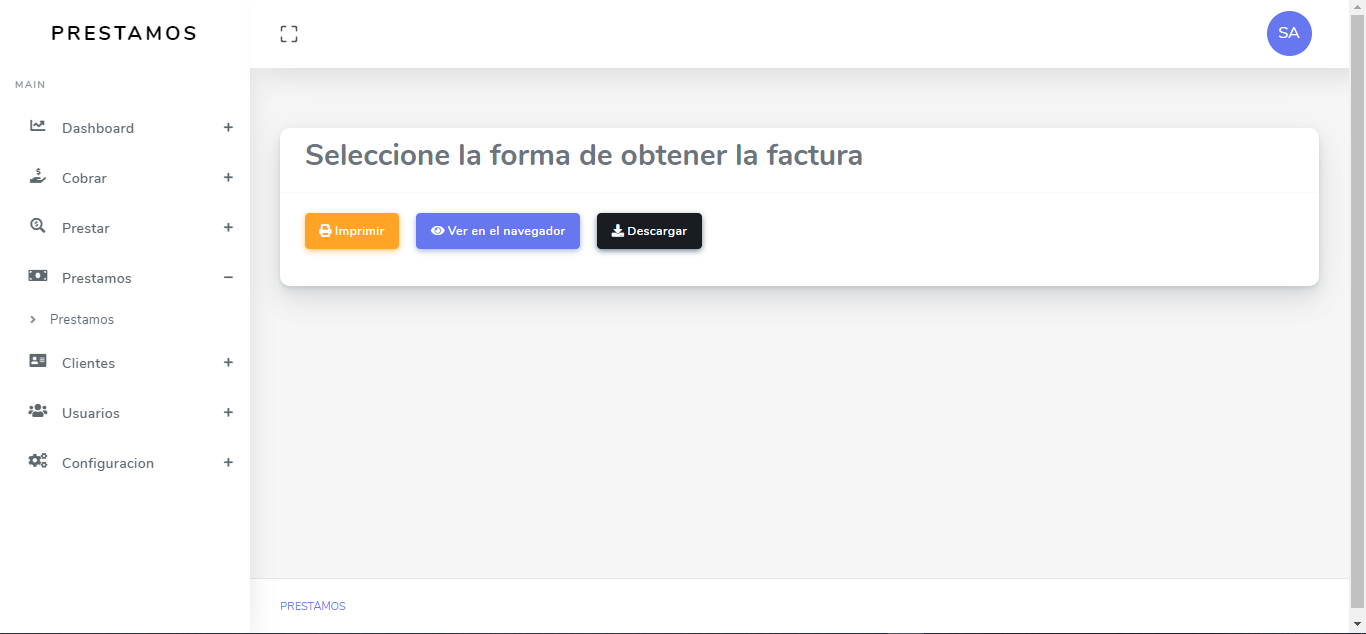 PRESTAMOS
SA
MAIN
Dashboard
Cobrar
Prestar
Prestamos
Prestamos
Clientes
Usuarios
Configuracion
Seleccione la forma de obtener la factura
Imprimir
Ver en el navegador
Descargar
PRESTAMOS